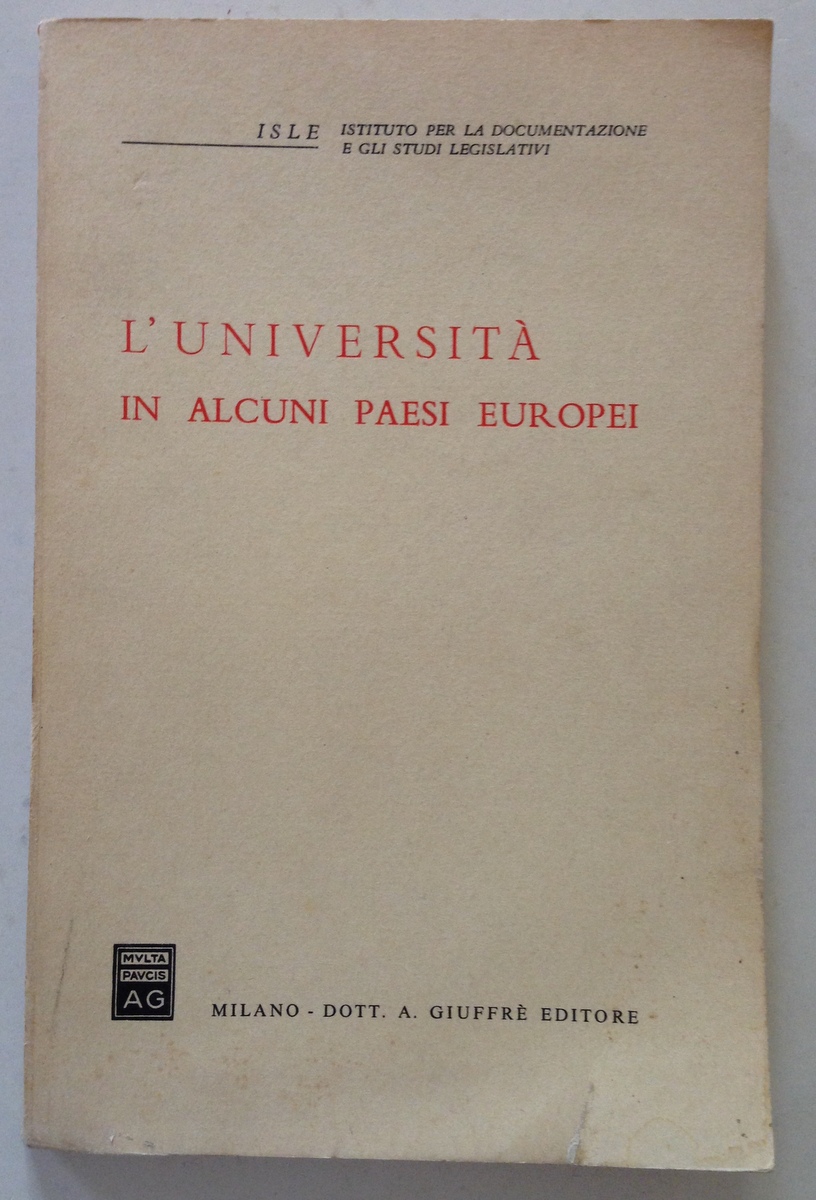 ISLE ISTITUTO PER LA DOCUMENTAZIONE
E GLI STUDI LEGISLATIVI
L'UNIVERSITÀ
IN ALCUNI PAESI EUROPEI
MVLTA
PAVCIS
AG
MILANO - DOTT. A. GIUFFRÈ EDITORE